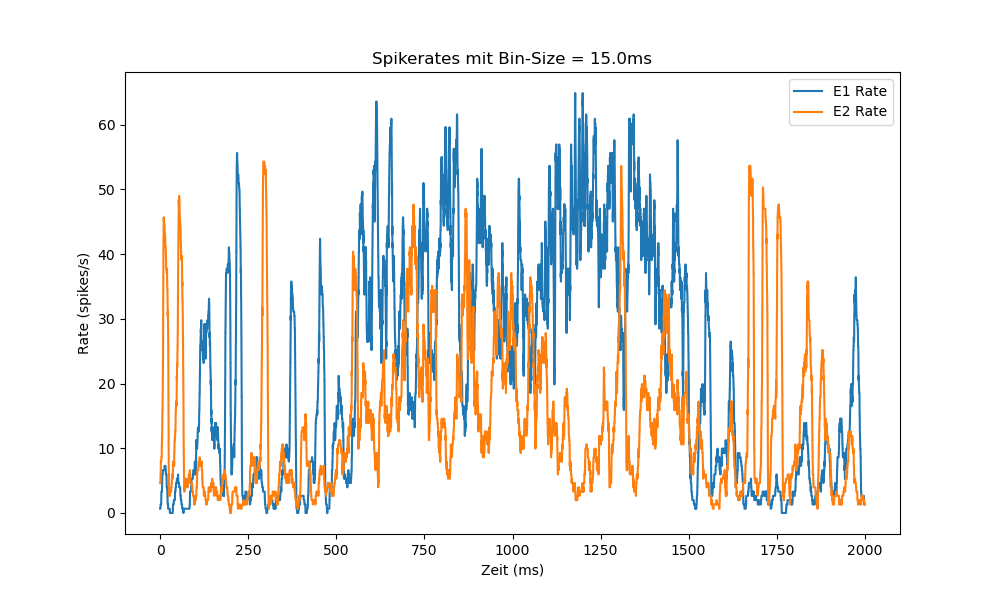 Spikerates mit Bin-Size = 15.0ms
E1 Rate
E2 Rate
Rate (spikes/s)
60
50
40
30
20
10
0
0 250 500 750 1000 1250 1500 1750 2000
Zeit (ms)